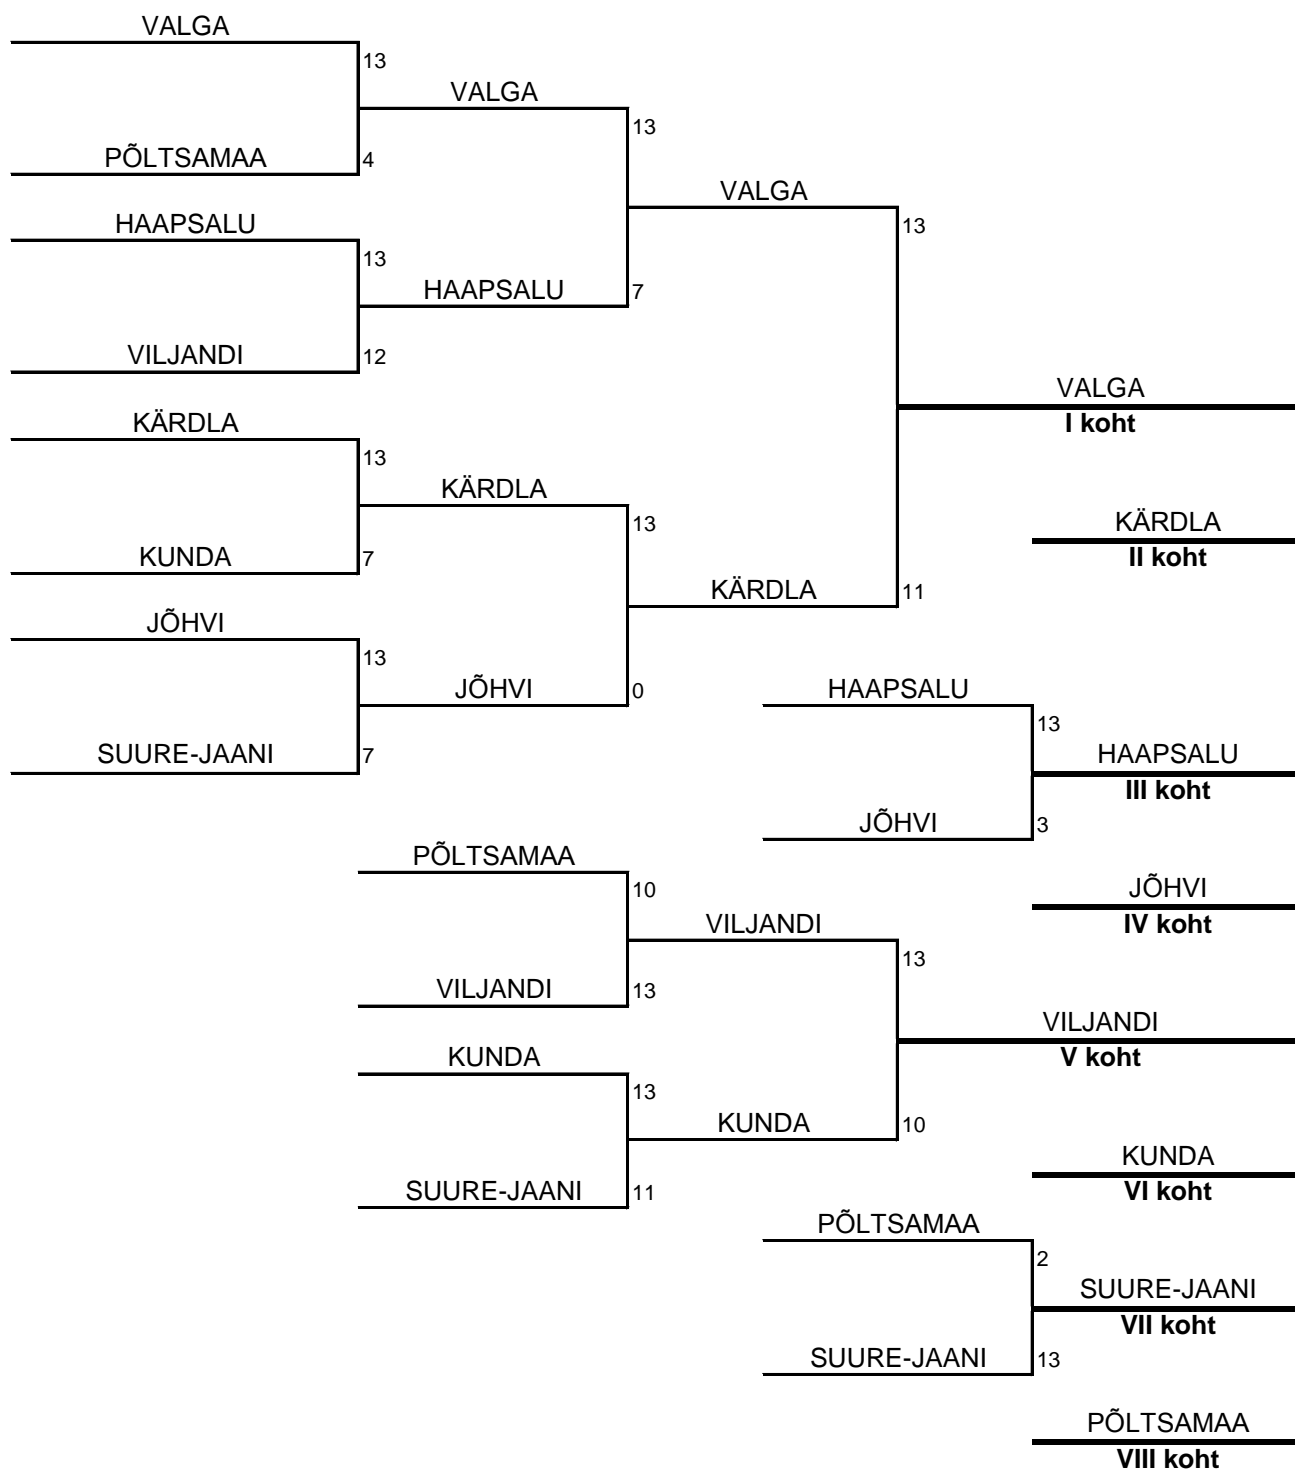 VALGA
13
VALGA
13
PÕLTSAMAA
4
VALGA
13
HAAPSALU
13
HAAPSALU
7
VILJANDI
12
VALGA
I koht
KÄRDLA
13
KÄRDLA
13
KÄRDLA
II koht
KUNDA
7
KÄRDLA
11
JÕHVI
13
JÕHVI
0
HAAPSALU
13
SUURE-JAANI
7
HAAPSALU
III koht
JÕHVI
3
PÕLTSAMAA
10
JÕHVI
IV koht
VILJANDI
13
VILJANDI
13
VILJANDI
V koht
KUNDA
13
KUNDA
10
KUNDA
VI koht
SUURE-JAANI
11
PÕLTSAMAA
2
SUURE-JAANI
VII koht
SUURE-JAANI
13
PÕLTSAMAA
VIII koht